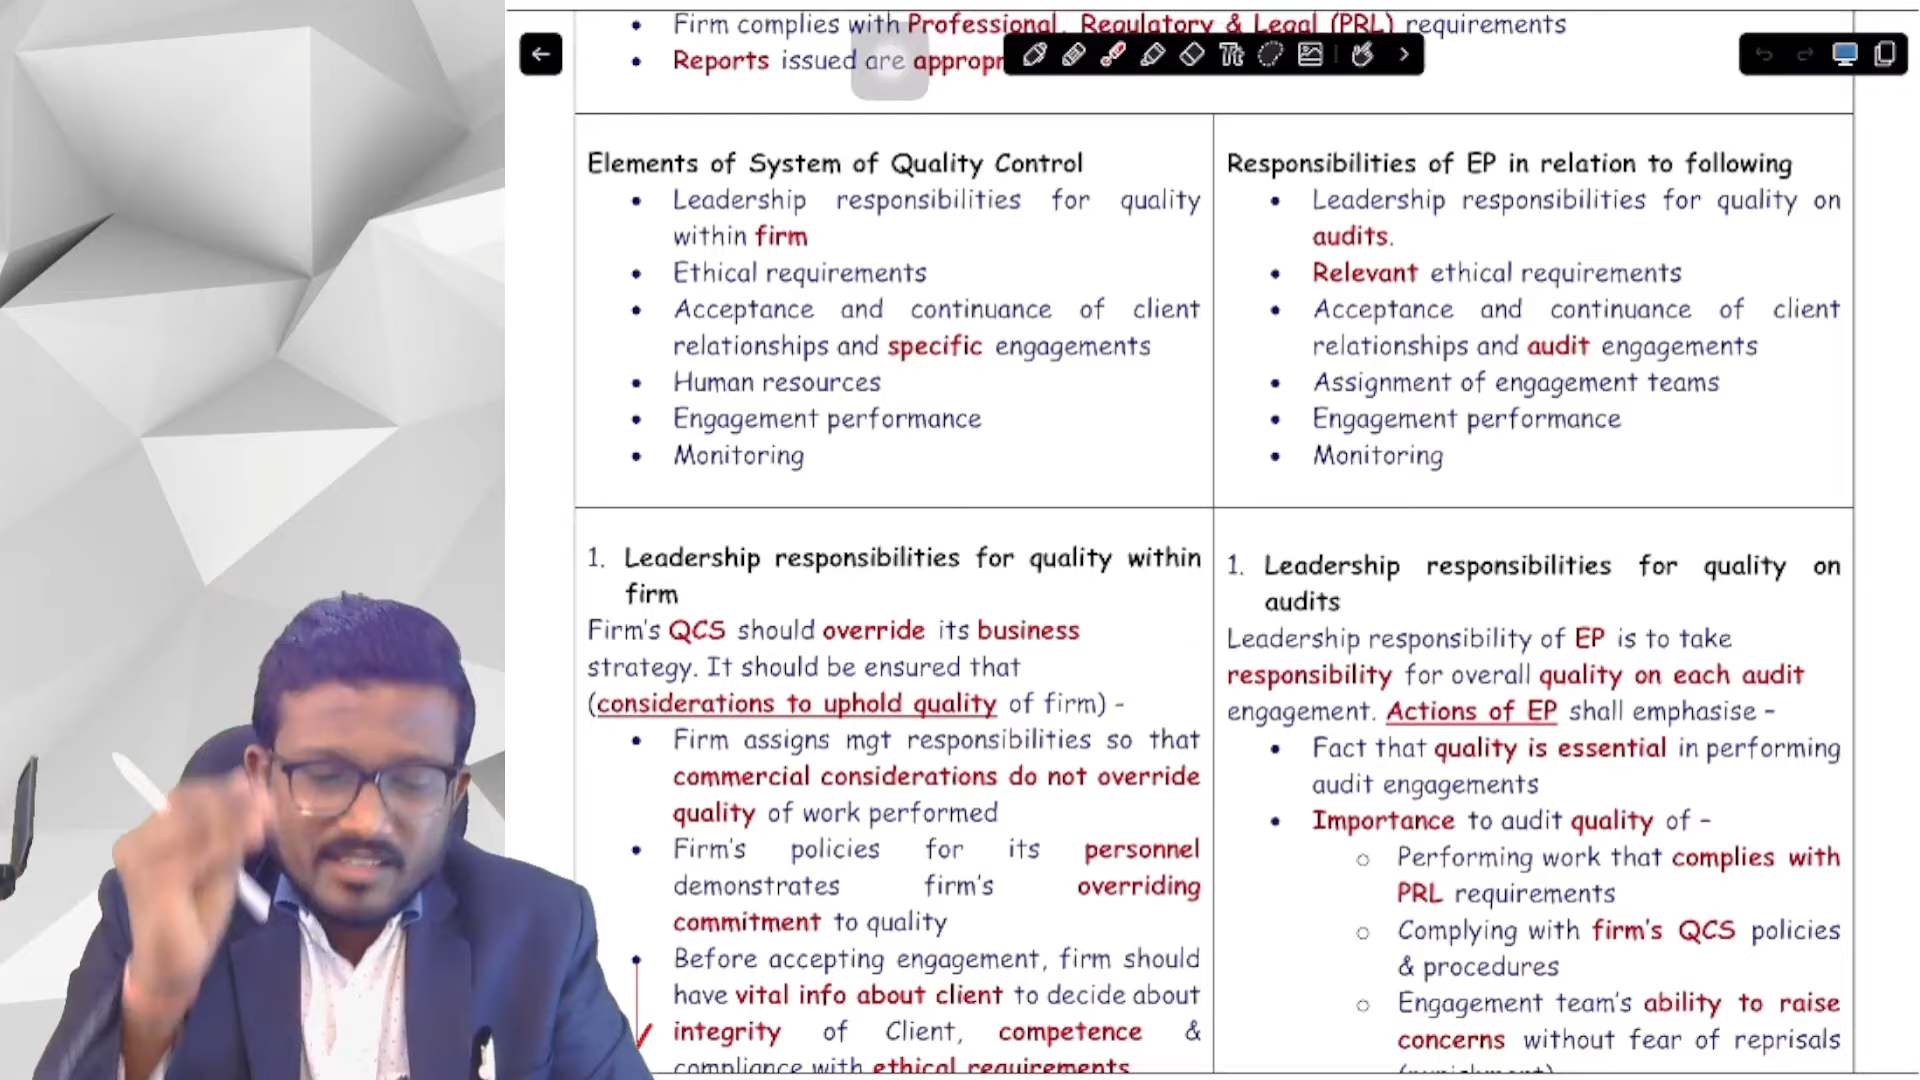 Firm complies with Professional, Regulatory & Legal (PRL) requirements
Reports issued are appropr
Tt
Elements of System of Quality Control
Leadership responsibilities for quality
within firm
Ethical requirements
Acceptance and continuance of client
relationships and specific engagements
Human resources
Engagement performance
Monitoring
Responsibilities of EP in relation to following
Leadership responsibilities for quality on
audits.
Relevant ethical requirements
Acceptance and continuance of client
relationships and audit engagements
Assignment of engagement teams
Engagement performance
Monitoring
1. Leadership responsibilities for quality within
firm
Firm's QCS should override its business
strategy. It should be ensured that
(considerations to uphold quality of firm) -
Firm assigns mgt responsibilities so that
commercial considerations do not override
quality of work performed
Firm's policies for its personnel
demonstrates firm's overriding
commitment to quality
Before accepting engagement, firm should
have vital info about client to decide about
integrity of Client, competence &
compliance with ethical requirements
1. Leadership responsibilities for quality on
audits
Leadership responsibility of EP is to take
responsibility for overall quality on each audit
engagement. Actions of EP shall emphasise -
Fact that quality is essential in performing
audit engagements
Importance to audit quality of -
Performing work that complies with
PRL requirements
Complying with firm's QCS policies
& procedures
Engagement team's ability to raise
concerns without fear of reprisals
(punishment)